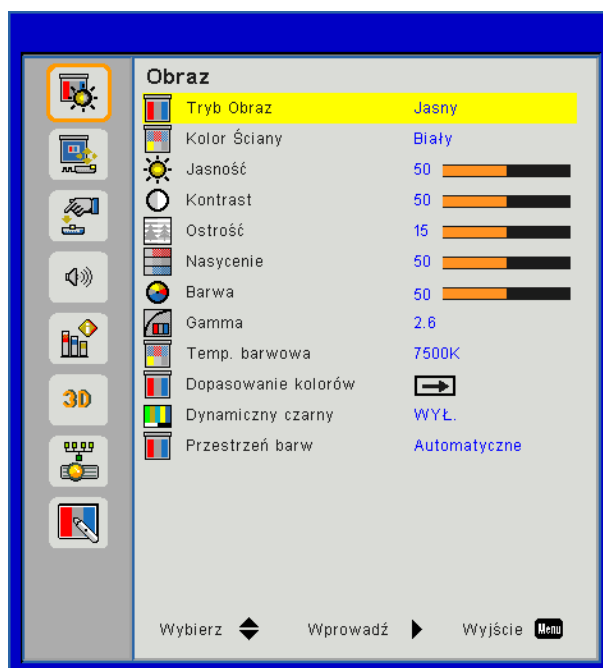 Obraz
Tryb Obraz Jasny
Kolor Ściany Biały
Jasność 50
Kontrast 50
Ostrość 15
Nasycenie 50
Barwa 50
Gamma 2.6
Temp. barwowa 7500K
Dopasowanie kolorów
Dynamiczny czarny WYŁ.
3D
Przestrzeń barw Automatyczne
Wybierz Wprowadź Wyjście Menu